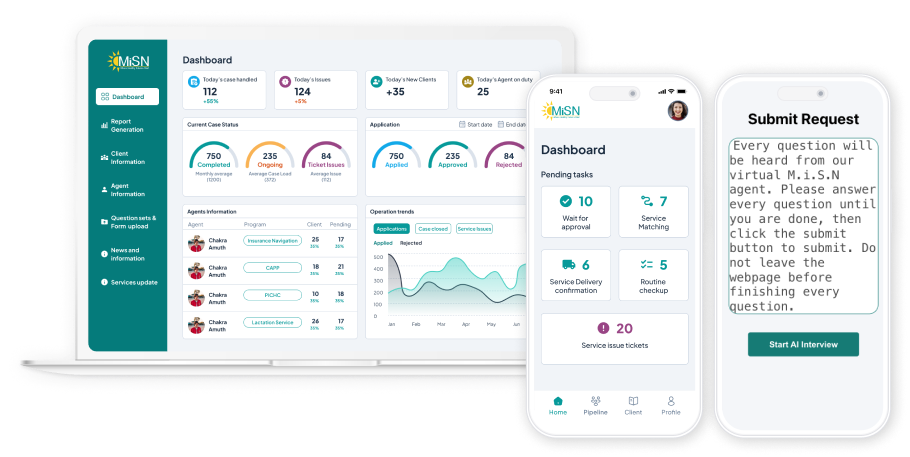 MiSN
Dashboard
Report
Generation
Client
Information
Agent
Information
Question sets &
Form upload
News and
information
Services update
Dashboard
Today's case handled
112
+55%
Today's Issues
124
+5%
Today's New Clients
+35
Today's Agent on duty
25
Current Case Status
750
Completed
Monthly average
(1200)
235
Ongoing
Average Case Load
(372)
84
Ticket Issues
Average Issue
(112)
Application
Start date
End dat
750
Applied
235
Approved
84
Rejected
Agents Information
Agent Program Client Pending
Chakra
Amuth
Insurance Navigation
25
35%
17
35%
Chakra
Amuth
CAPP
18
35%
21
35%
Chakra
Amuth
PICHC
10
35%
18
35%
Chakra
Amuth
Lactation Service
26
35%
17
35%
Operation trends
Applications Case closed Service Issues
Applied Rejected
500
400
300
200
100
0
Jan Feb Mar Apr May Jun
9:41
MiSN
Dashboard
Pending tasks
10
Wait for
approval
7
Service
Matching
6
Service Delivery
confirmation
5
Routine
checkup
20
Service issue tickets
Home Pipeline Client Profile
Submit Request
Every question will
be heard from our
virtual M.i.S.N
agent. Please answer
every question until
you are done, then
click the submit
button to submit. Do
not leave the
webpage before
finishing every
question.
Start AI Interview